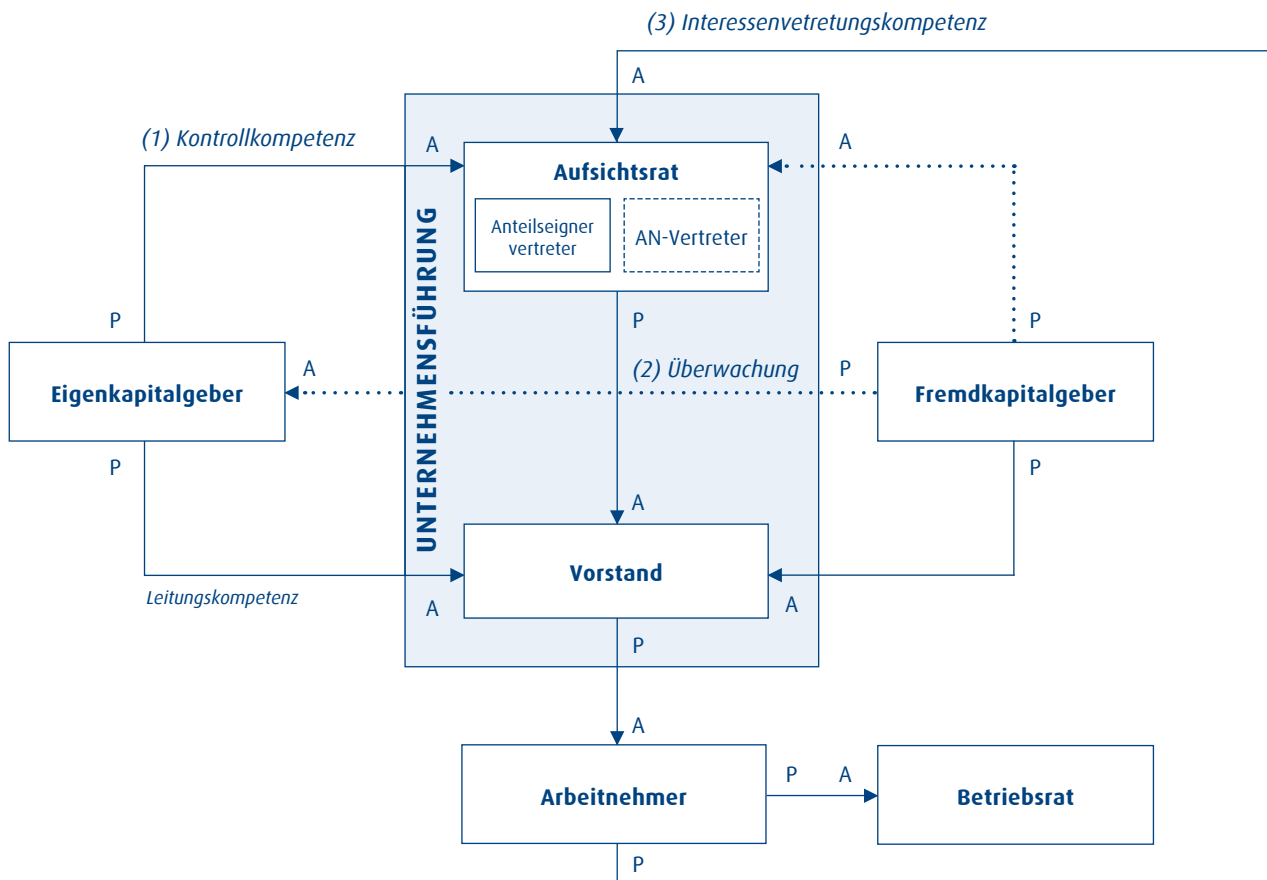 (3) Interessenvetretungskompetenz
A
(1) Kontrollkompetenz
A
A
Aufsichtsrat
Anteilseigner
vertreter
AN-Vertreter
UNTERNEHMENSFÜHRUNG
P
P
P
A
(2) Überwachung
P
Eigenkapitalgeber
Fremdkapitalgeber
P
P
A
Vorstand
Leitungskompetenz
A
A
P
A
Arbeitnehmer
P
A
Betriebsrat
P